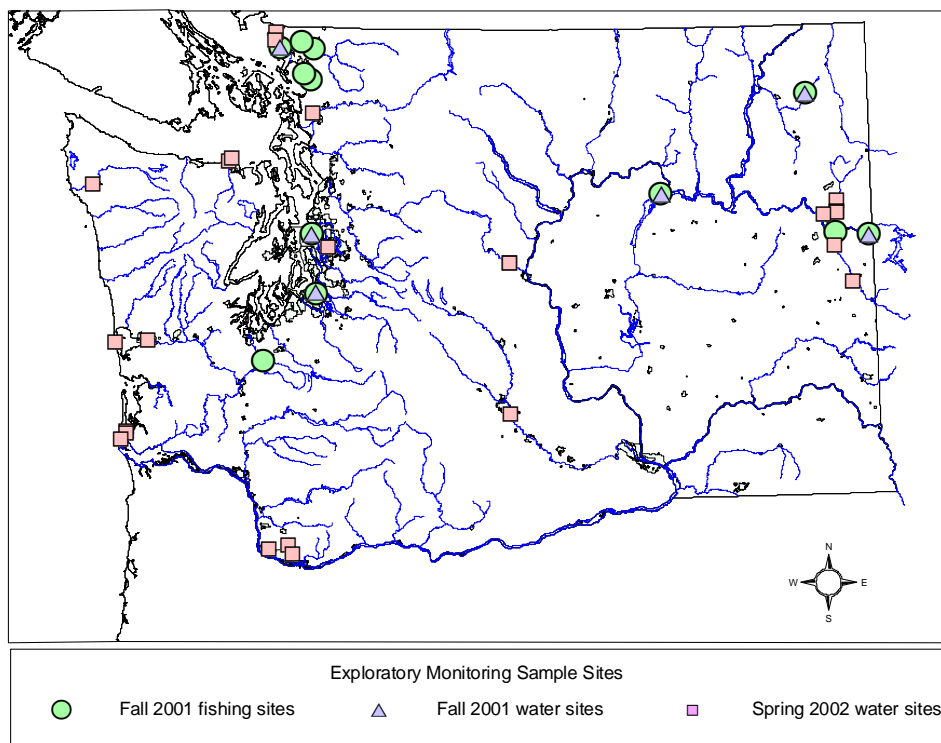 N
W E
S
Exploratory Monitoring Sample Sites
Fall 2001 fishing sites Fall 2001 water sites Spring 2002 water sites